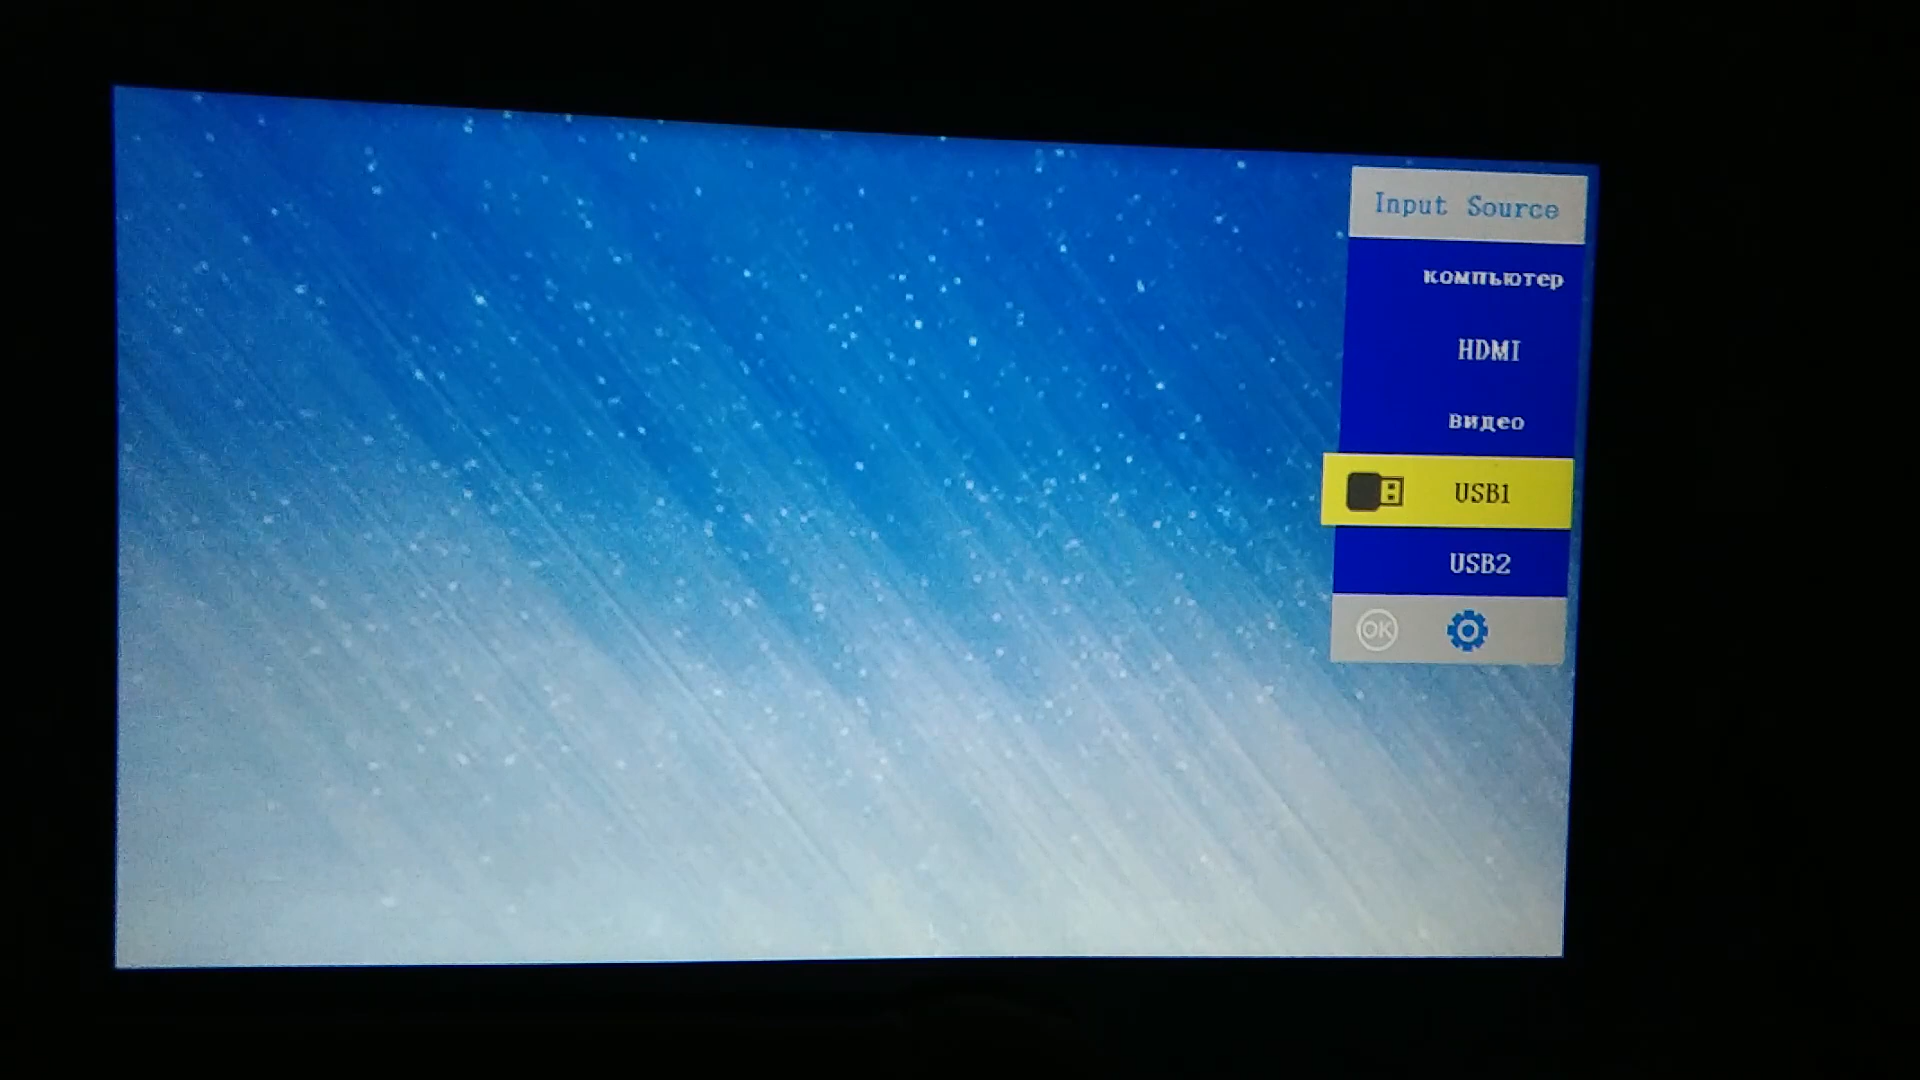 Input Source
компьютер
HDMI
видео
USB1
USB2
OK